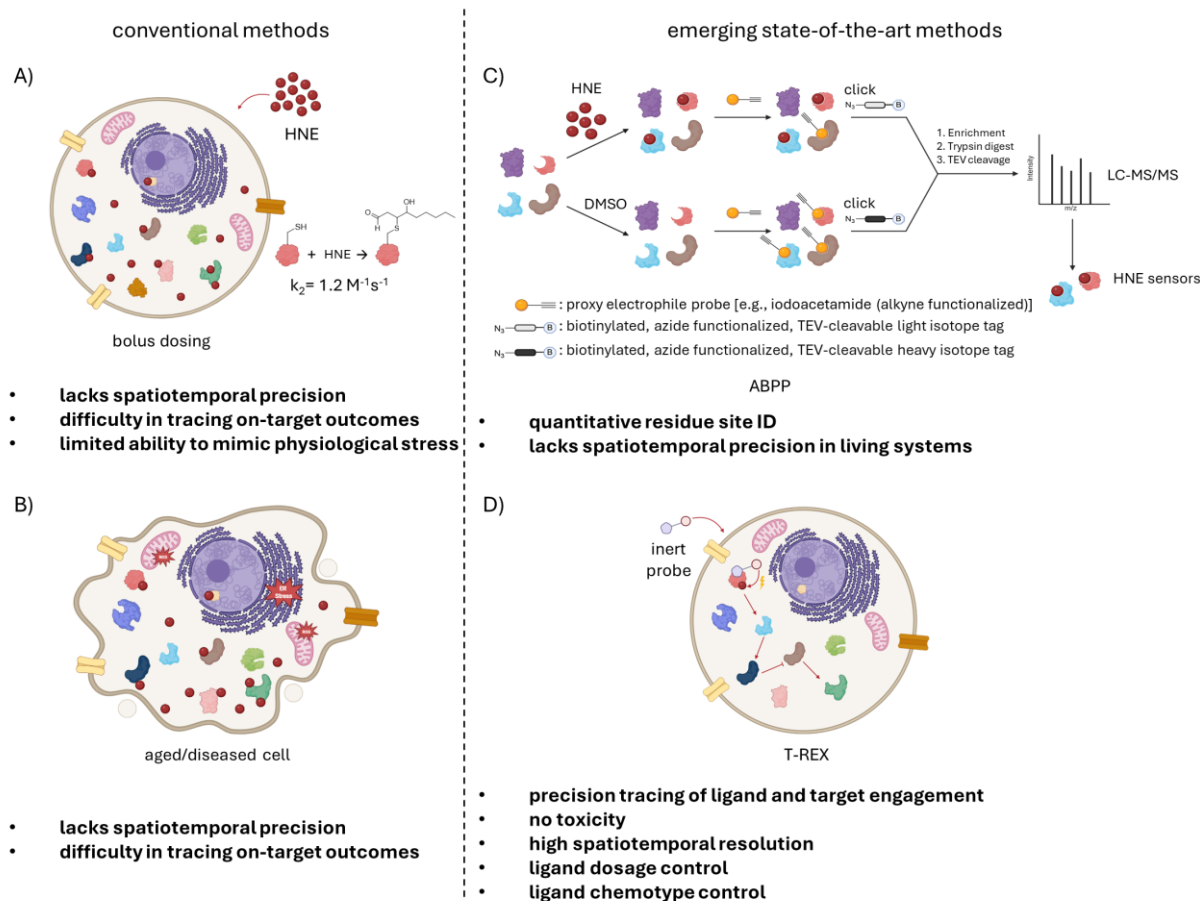 conventional methods
A)
HNE
SH
+ HNE →
O
H
OH
S
k₂= 1.2 M⁻¹s⁻¹
bolus dosing
• lacks spatiotemporal precision
• difficulty in tracing on-target outcomes
• limited ability to mimic physiological stress
B)
ER
Stress
aged/diseased cell
• lacks spatiotemporal precision
• difficulty in tracing on-target outcomes
emerging state-of-the-art methods
C)
HNE
click
N₃
B
DMSO
click
N₃
B
1. Enrichment
2. Trypsin digest
3. TEV cleavage
Intensity
m/z
LC-MS/MS
HNE sensors
: proxy electrophile probe [e.g., iodoacetamide (alkyne functionalized)]
N₃ B : biotinylated, azide functionalized, TEV-cleavable light isotope tag
N₃ B : biotinylated, azide functionalized, TEV-cleavable heavy isotope tag
ABPP
• quantitative residue site ID
• lacks spatiotemporal precision in living systems
D)
inert
probe
T-REX
• precision tracing of ligand and target engagement
• no toxicity
• high spatiotemporal resolution
• ligand dosage control
• ligand chemotype control